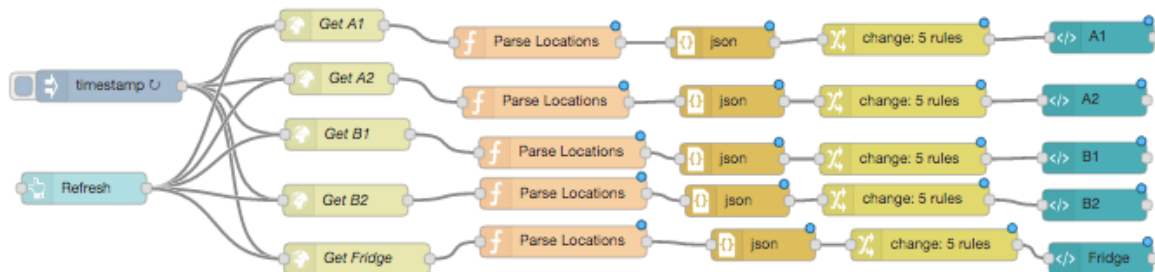 Get A1
Parse Locations
json
change: 5 rules
A1
timestamp ↻
Get A2
Parse Locations
json
change: 5 rules
A2
Get B1
Parse Locations
json
change: 5 rules
B1
Refresh
Get B2
Parse Locations
json
change: 5 rules
B2
Get Fridge
Parse Locations
json
change: 5 rules
Fridge